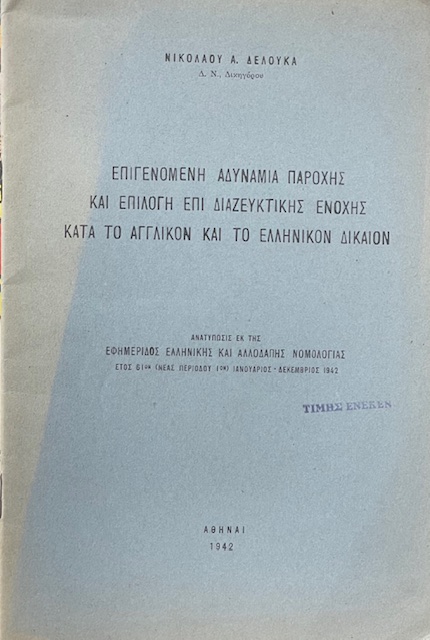 ΝΙΚΟΛΑΟΥ Α. ΔΕΛΟΥΚΑ
Δ. Ν., Δικηγόρου
ΕΠΙΓΕΝΟΜΕΝΗ ΑΔΥΝΑΜΙΑ ΠΑΡΟΧΗΣ
ΚΑΙ ΕΠΙΛΟΓΗ ΕΠΙ ΔΙΑΖΕΥΚΤΙΚΗΣ ΕΝΟΧΗΣ
ΚΑΤΑ ΤΟ ΑΓΓΛΙΚΟΝ ΚΑΙ ΤΟ ΕΛΛΗΝΙΚΟΝ ΔΙΚΑΙΟΝ
ΑΝΑΤΥΠΩΣΙΣ ΕΚ ΤΗΣ
ΕΦΗΜΕΡΙΔΟΣ ΕΛΛΗΝΙΚΗΣ ΚΑΙ ΑΛΛΟΔΑΠΗΣ ΝΟΜΟΛΟΓΙΑΣ
ΕΤΟΣ 61ον (ΝΕΑΣ ΠΕΡΙΟΔΟΥ 1ον) ΙΑΝΟΥΑΡΙΟΣ - ΔΕΚΕΜΒΡΙΟΣ 1942
ΤΙΜΗΣ ΕΝΕΚΕΝ
ΑΘΗΝΑΙ
1942